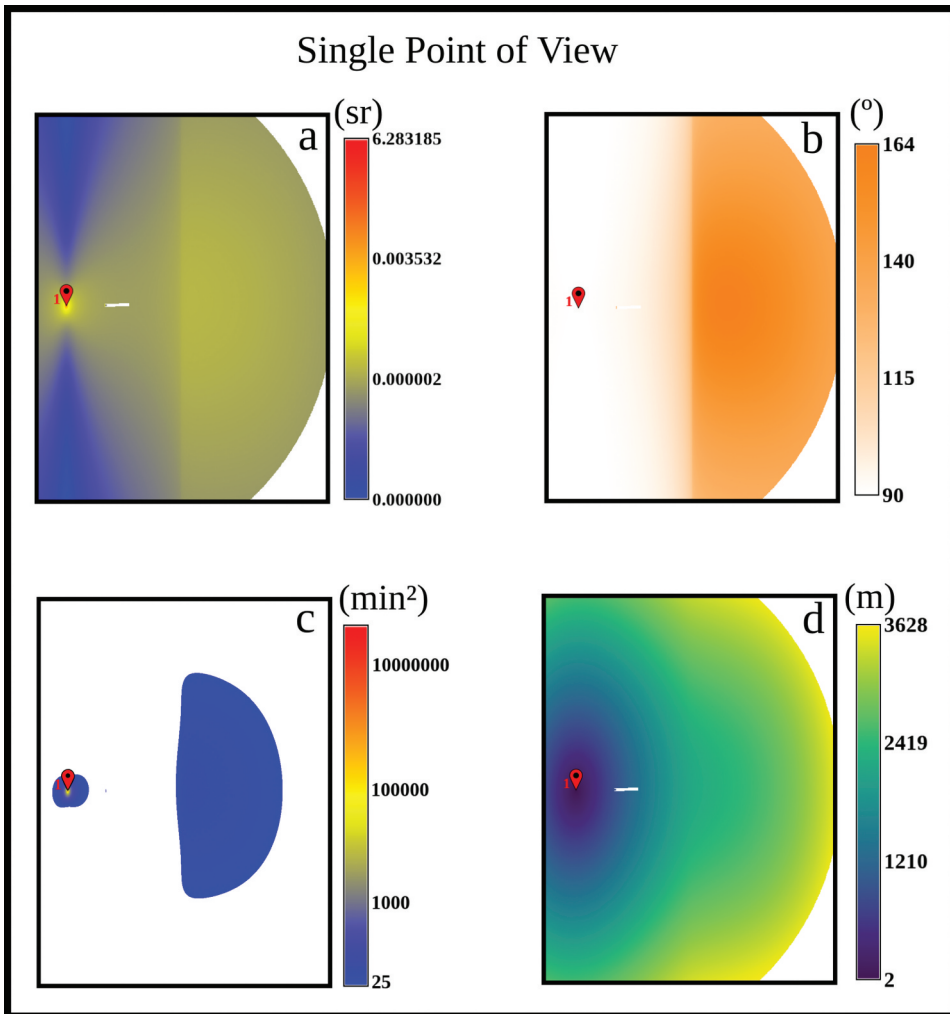 Single Point of View
a
(sr)
6.283185
0.003532
0.000002
0.000000
1
b
(º)
164
140
115
90
1
c
(min²)
10000000
100000
1000
25
1
d
(m)
3628
2419
1210
2
1